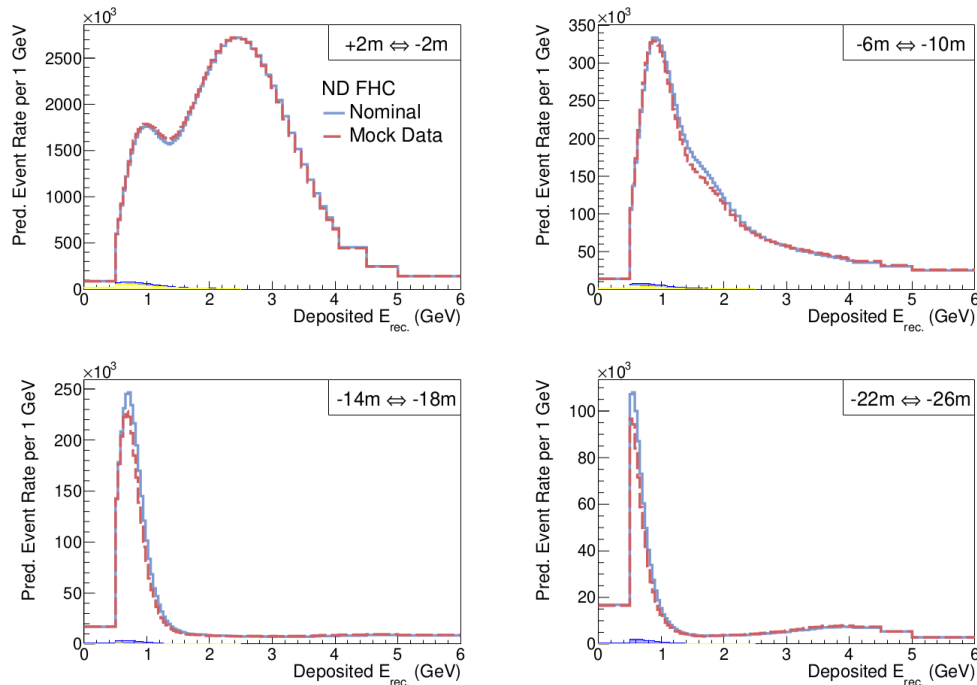 ×10³
+2m ⇔ -2m
ND FHC
Nominal
Mock Data
Pred. Event Rate per 1 GeV
2500
2000
1500
1000
500
0
0 1 2 3 4 5 6
Deposited E_rec. (GeV)
×10³
-6m ⇔ -10m
Pred. Event Rate per 1 GeV
350
300
250
200
150
100
50
0
0 1 2 3 4 5 6
Deposited E_rec. (GeV)
×10³
-14m ⇔ -18m
Pred. Event Rate per 1 GeV
250
200
150
100
50
0
0 1 2 3 4 5 6
Deposited E_rec. (GeV)
×10³
-22m ⇔ -26m
Pred. Event Rate per 1 GeV
100
80
60
40
20
0
0 1 2 3 4 5 6
Deposited E_rec. (GeV)